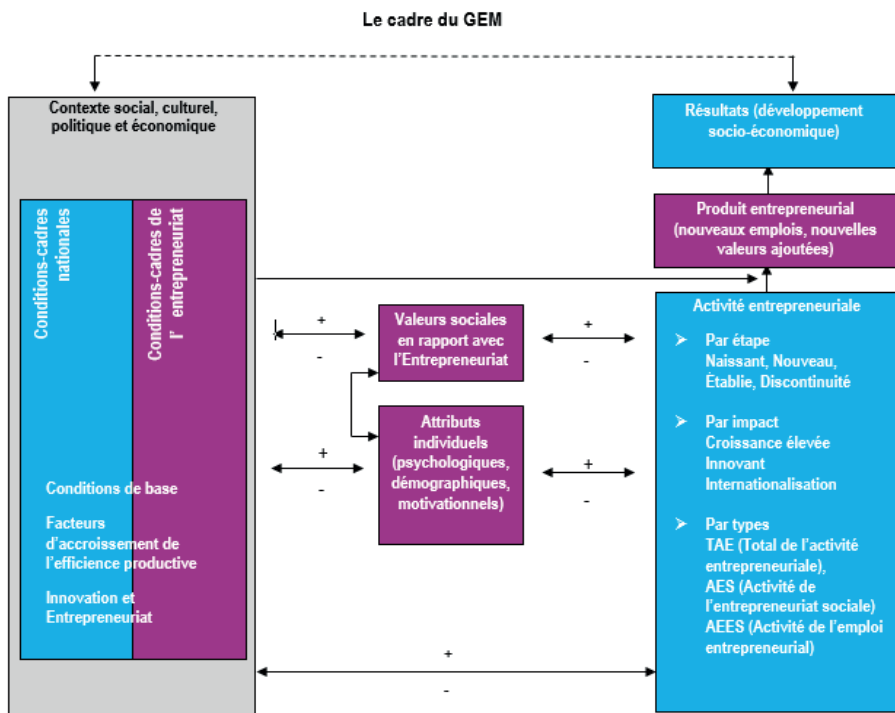 Le cadre du GEM
Contexte social, culturel,
politique et économique
Conditions-cadres
nationales
Conditions-cadres de
l' entrepreneuriat
Conditions de base
Facteurs
d'accroissement de
l'efficience productive
Innovation et
Entrepreneuriat
+
-
Valeurs sociales
en rapport avec
l'Entrepreneuriat
+
-
+
-
Attributs
individuels
(psychologiques,
démographiques,
motivationnels)
+
-
+
-
Résultats (développement
socio-économique)
Produit entrepreneurial
(nouveaux emplois, nouvelles
valeurs ajoutées)
Activité entrepreneuriale
➢ Par étape
Naissant, Nouveau,
Établie, Discontinuité
➢ Par impact
Croissance élevée
Innovant
Internationalisation
➢ Par types
TAE (Total de l'activité
entrepreneuriale),
AES (Activité de
l'entrepreneuriat sociale)
AEES (Activité de l'emploi
entrepreneurial)